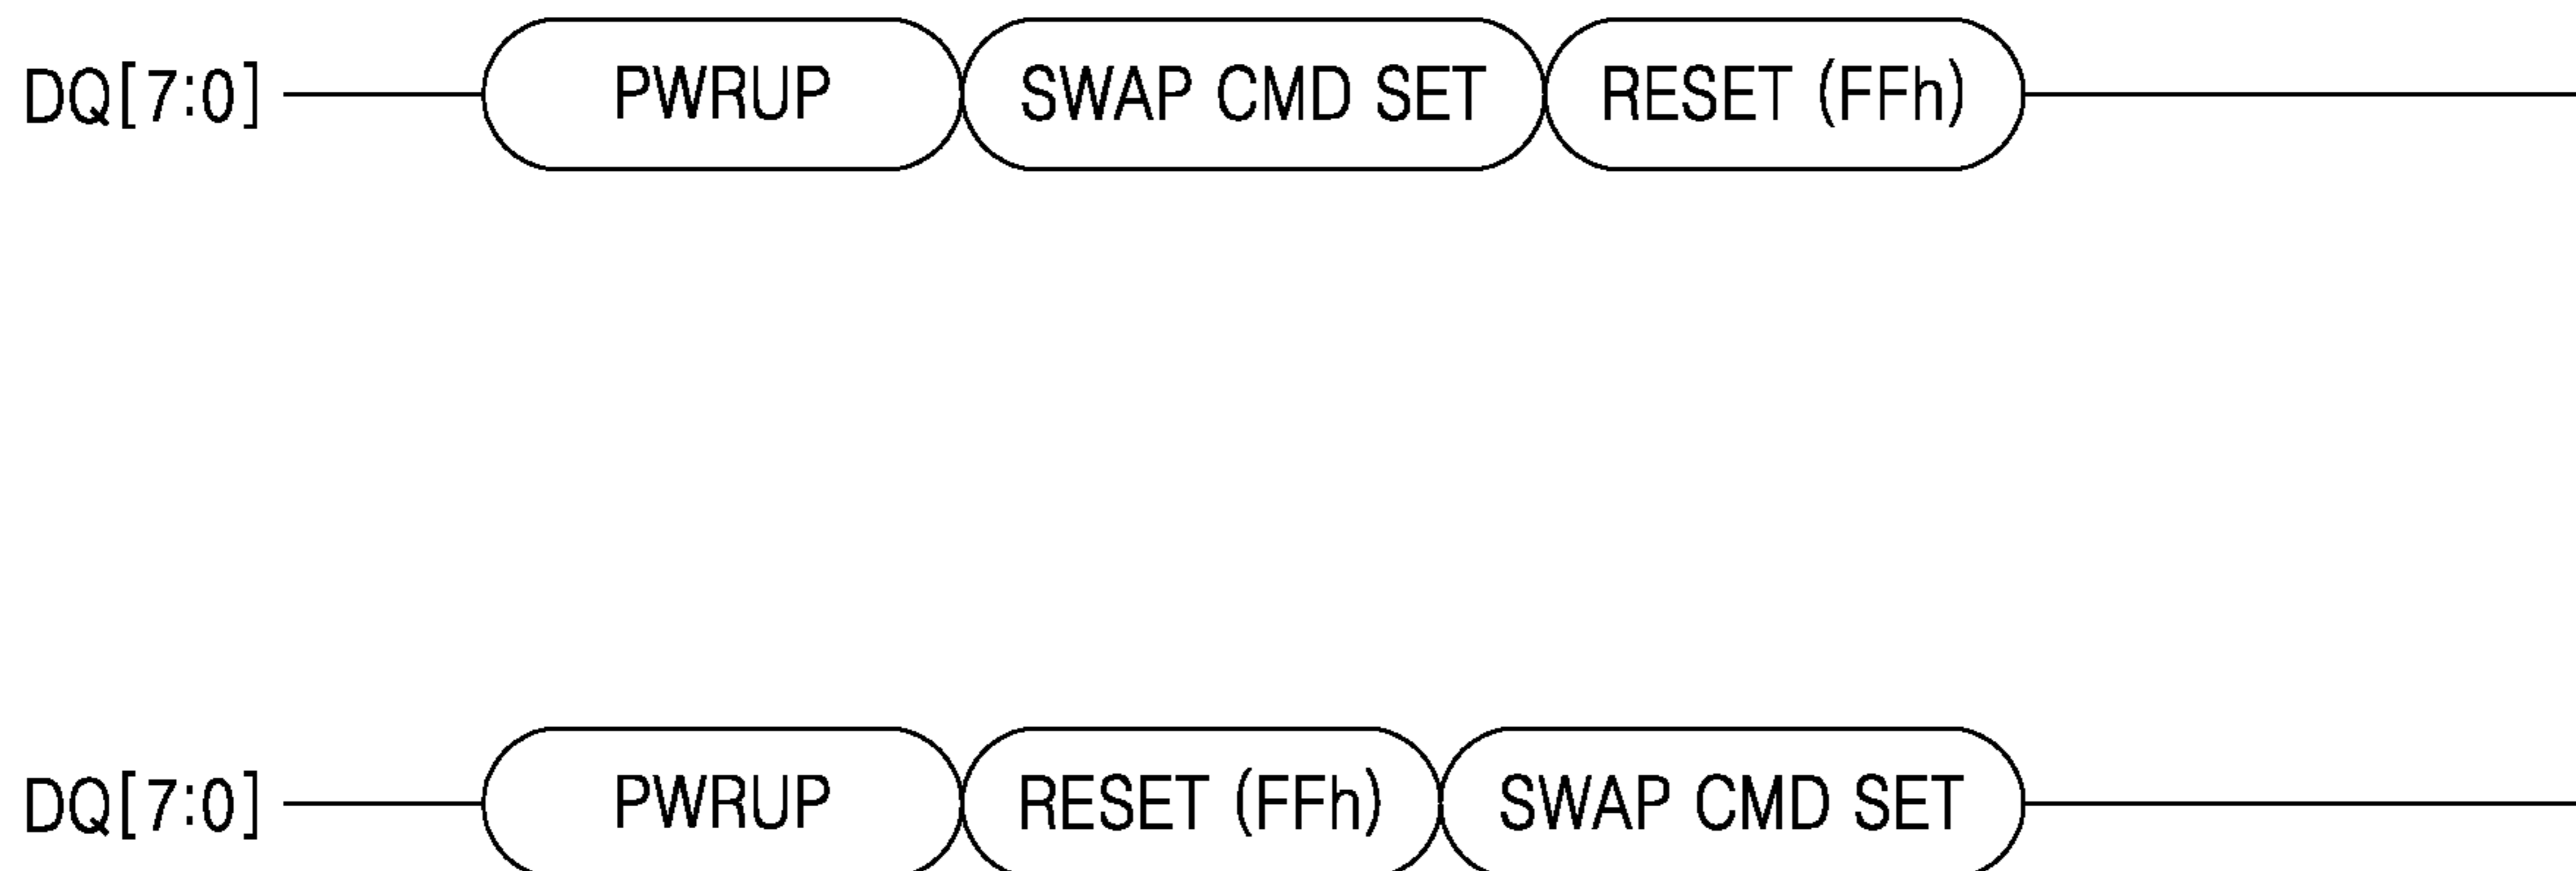 DQ[7:0] PWRUP SWAP CMD SET RESET (FFh)
DQ[7:0] PWRUP RESET (FFh) SWAP CMD SET